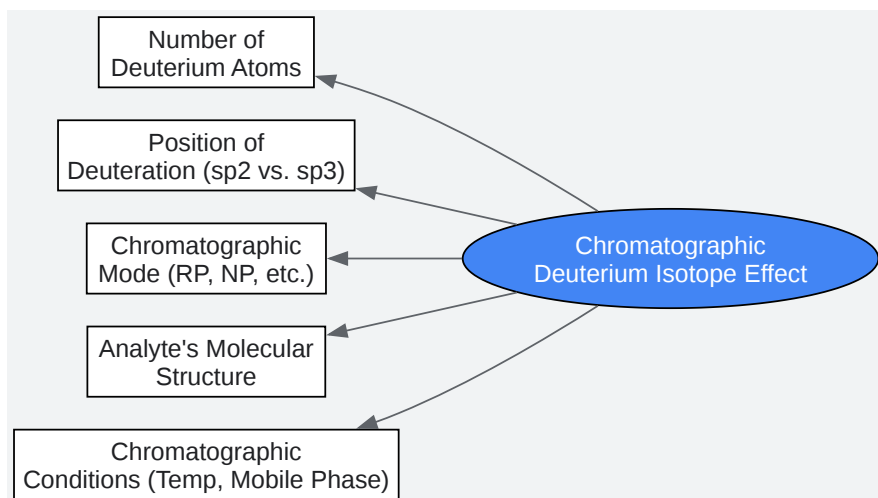 Number of
Deuterium Atoms
Position of
Deuteration (sp2 vs. sp3)
Chromatographic
Mode (RP, NP, etc.)
Chromatographic
Deuterium Isotope Effect
Analyte's Molecular
Structure
Chromatographic
Conditions (Temp, Mobile Phase)